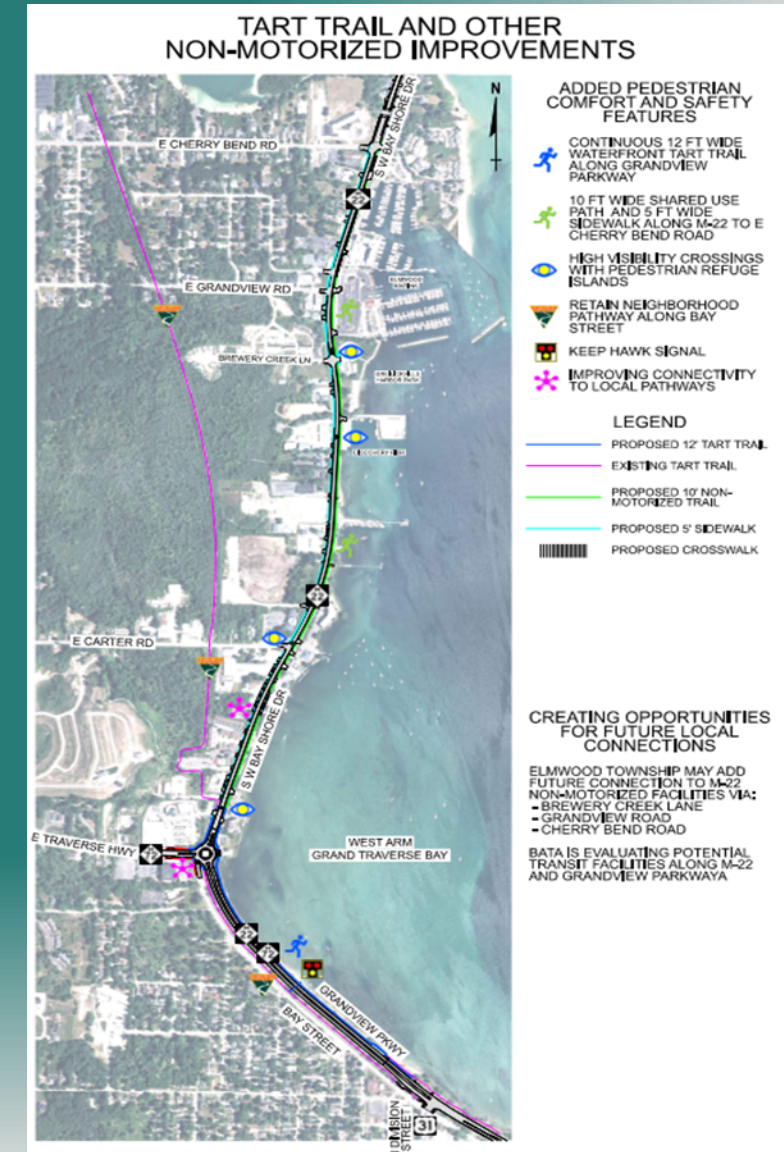 TART TRAIL AND OTHER
NON-MOTORIZED IMPROVEMENTS
E CHERRY BEND RD
S W BAY SHORE DR
N
22
E GRANDVIEW RD
ELMWOOD
MARINA
BREWERY CREEK LN
HARBOR PARK
22
E CARTER RD
S W BAY SHORE DR
E TRAVERSE HWY
WEST ARM
GRAND TRAVERSE BAY
GRANDVIEW PKWY
BAY STREET
DIVISION
STREET
31
ADDED PEDESTRIAN
COMFORT AND SAFETY
FEATURES
CONTINUOUS 12 FT WIDE
WATERFRONT TART TRAIL
ALONG GRANDVIEW
PARKWAY
10 FT WIDE SHARED USE
PATH AND 5 FT WIDE
SIDEWALK ALONG M-22 TO E
CHERRY BEND ROAD
HIGH VISIBILITY CROSSINGS
WITH PEDESTRIAN REFUGE
ISLANDS
RETAIN NEIGHBORHOOD
PATHWAY ALONG BAY
STREET
KEEP HAWK SIGNAL
IMPROVING CONNECTIVITY
TO LOCAL PATHWAYS
LEGEND
PROPOSED 12' TART TRAIL
EXISTING TART TRAIL
PROPOSED 10' NON-
MOTORIZED TRAIL
PROPOSED 5' SIDEWALK
PROPOSED CROSSWALK
CREATING OPPORTUNITIES
FOR FUTURE LOCAL
CONNECTIONS
ELMWOOD TOWNSHIP MAY ADD
FUTURE CONNECTION TO M-22
NON-MOTORIZED FACILITIES VIA:
- BREWERY CREEK LANE
- GRANDVIEW ROAD
- CHERRY BEND ROAD
BATA IS EVALUATING POTENTIAL
TRANSIT FACILITIES ALONG M-22
AND GRANDVIEW PARKWAYA